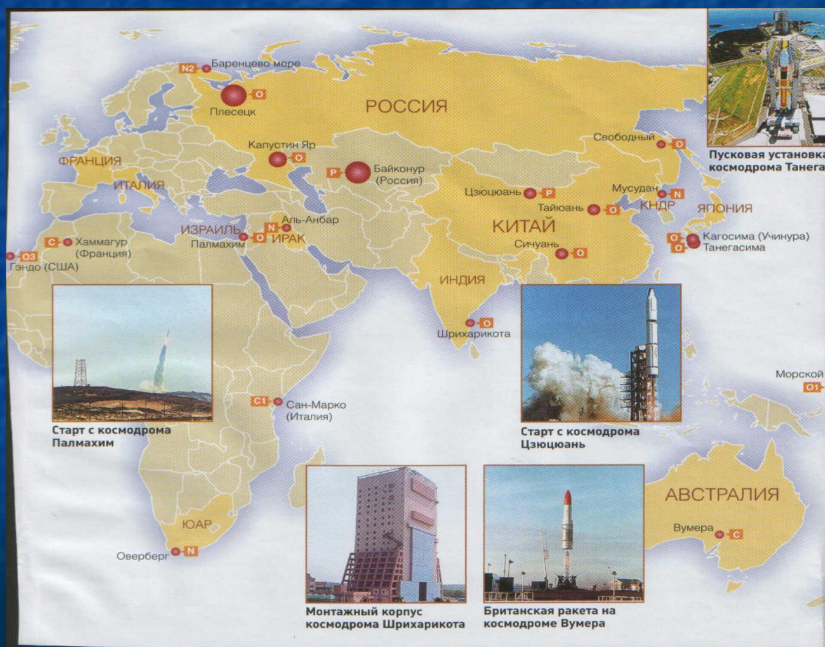 N2 Баренцево море
О
Плесецк
РОССИЯ
Капустин Яр
О
Свободный
О
Пусковая установка
космодрома Танега
ФРАНЦИЯ
Р Байконур
(Россия)
ИТАЛИЯ
Цзюцюань Р
Мусудан N
КНДР
ЯПОНИЯ
Тайюань О
Аль-Анбар
N
ИЗРАИЛЬ
ИРАК
Палмахим О
КИТАЙ
С Хаммагур
(Франция)
О3
Гэндо (США)
Сичуань
О
О Кагосима (Учинура)
О Танегасима
ИНДИЯ
О
Шрихарикота
Морской
О1
С1 Сан-Марко
(Италия)
Старт с космодрома
Палмахим
Старт с космодрома
Цзюцюань
АВСТРАЛИЯ
ЮАР
Вумера
С
Оверберг N
Монтажный корпус
космодрома Шрихарикота
Британская ракета на
космодроме Вумера